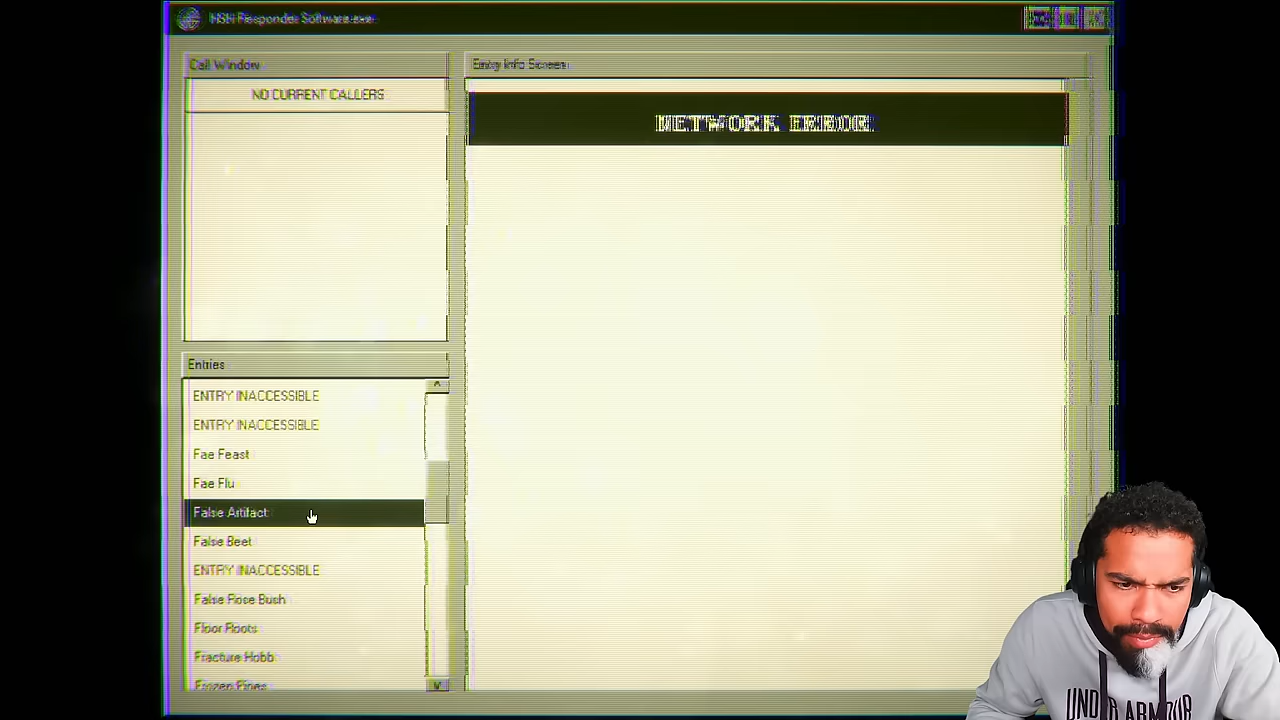 HSH Responder Software.exe
Call Window
NO CURRENT CALLERS
Entry Info Screen
NETWORK ERROR
Entries
ENTRY INACCESSIBLE
ENTRY INACCESSIBLE
Fae Feast
Fae Flu
False Artifact
False Beet
ENTRY INACCESSIBLE
False Rose Bush
Floor Roots
Fracture Hobb
Frozen Pines
UNDER ARMOUR